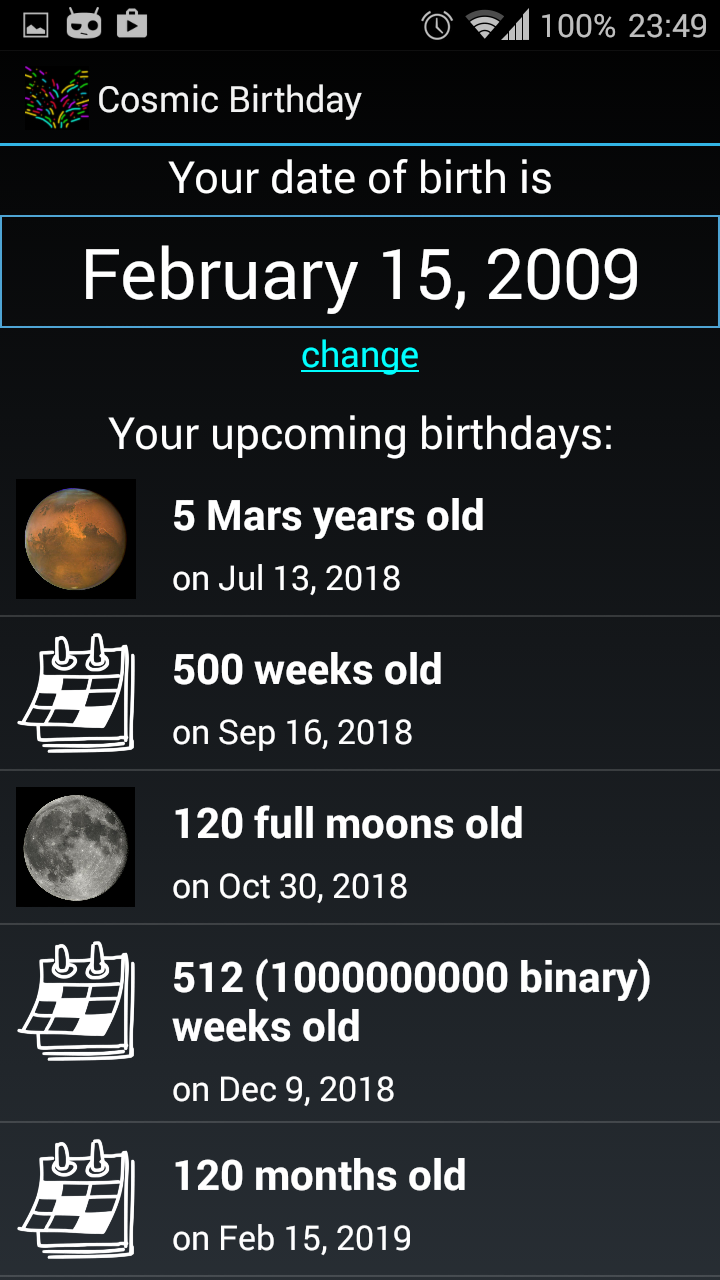 100% 23:49
Cosmic Birthday
Your date of birth is
February 15, 2009
change
Your upcoming birthdays:
5 Mars years old
on Jul 13, 2018
500 weeks old
on Sep 16, 2018
120 full moons old
on Oct 30, 2018
512 (1000000000 binary)
weeks old
on Dec 9, 2018
120 months old
on Feb 15, 2019